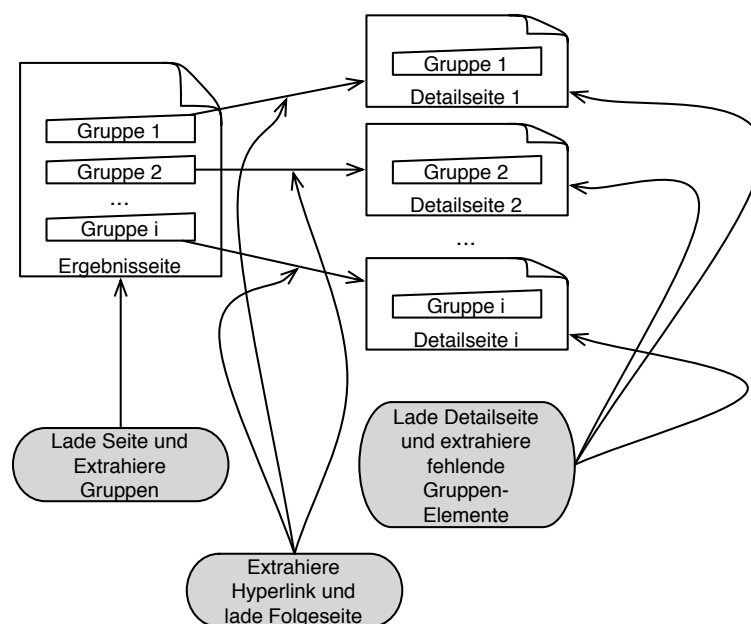 Gruppe 1
Detailseite 1
Gruppe 1
Gruppe 2
...
Gruppe i
Ergebnisseite
Gruppe 2
Detailseite 2
...
Gruppe i
Detailseite i
Lade Seite und
Extrahiere
Gruppen
Lade Detailseite
und extrahiere
fehlende
Gruppen-
Elemente
Extrahiere
Hyperlink und
lade Folgeseite